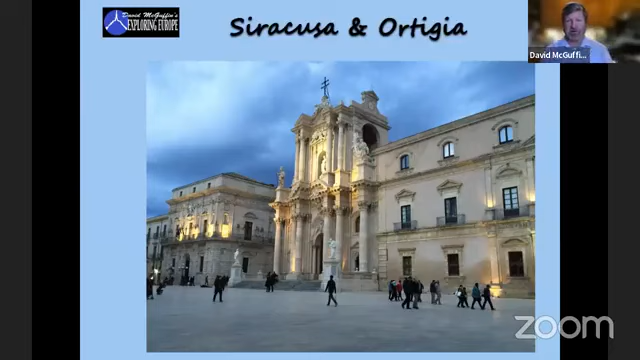 David McGuffin's
EXPLORING EUROPE
Siracusa & Ortigia
David McGuffi...
zoom